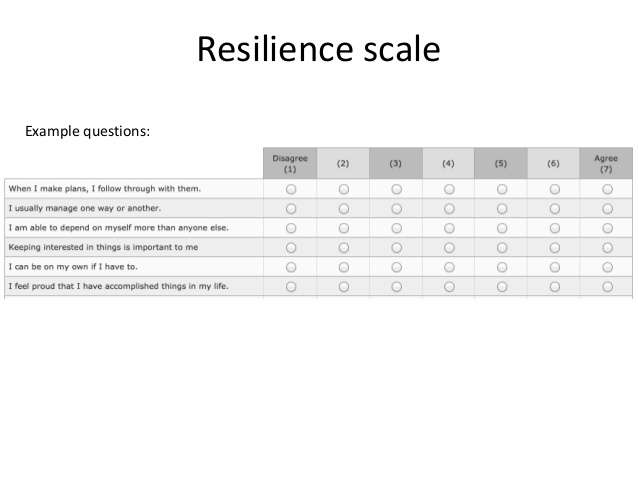 Resilience scale
Example questions:
Disagree (1) (2) (3) (4) (5) (6) Agree (7)
When I make plans, I follow through with them.
I usually manage one way or another.
I am able to depend on myself more than anyone else.
Keeping interested in things is important to me
I can be on my own if I have to.
I feel proud that I have accomplished things in my life.